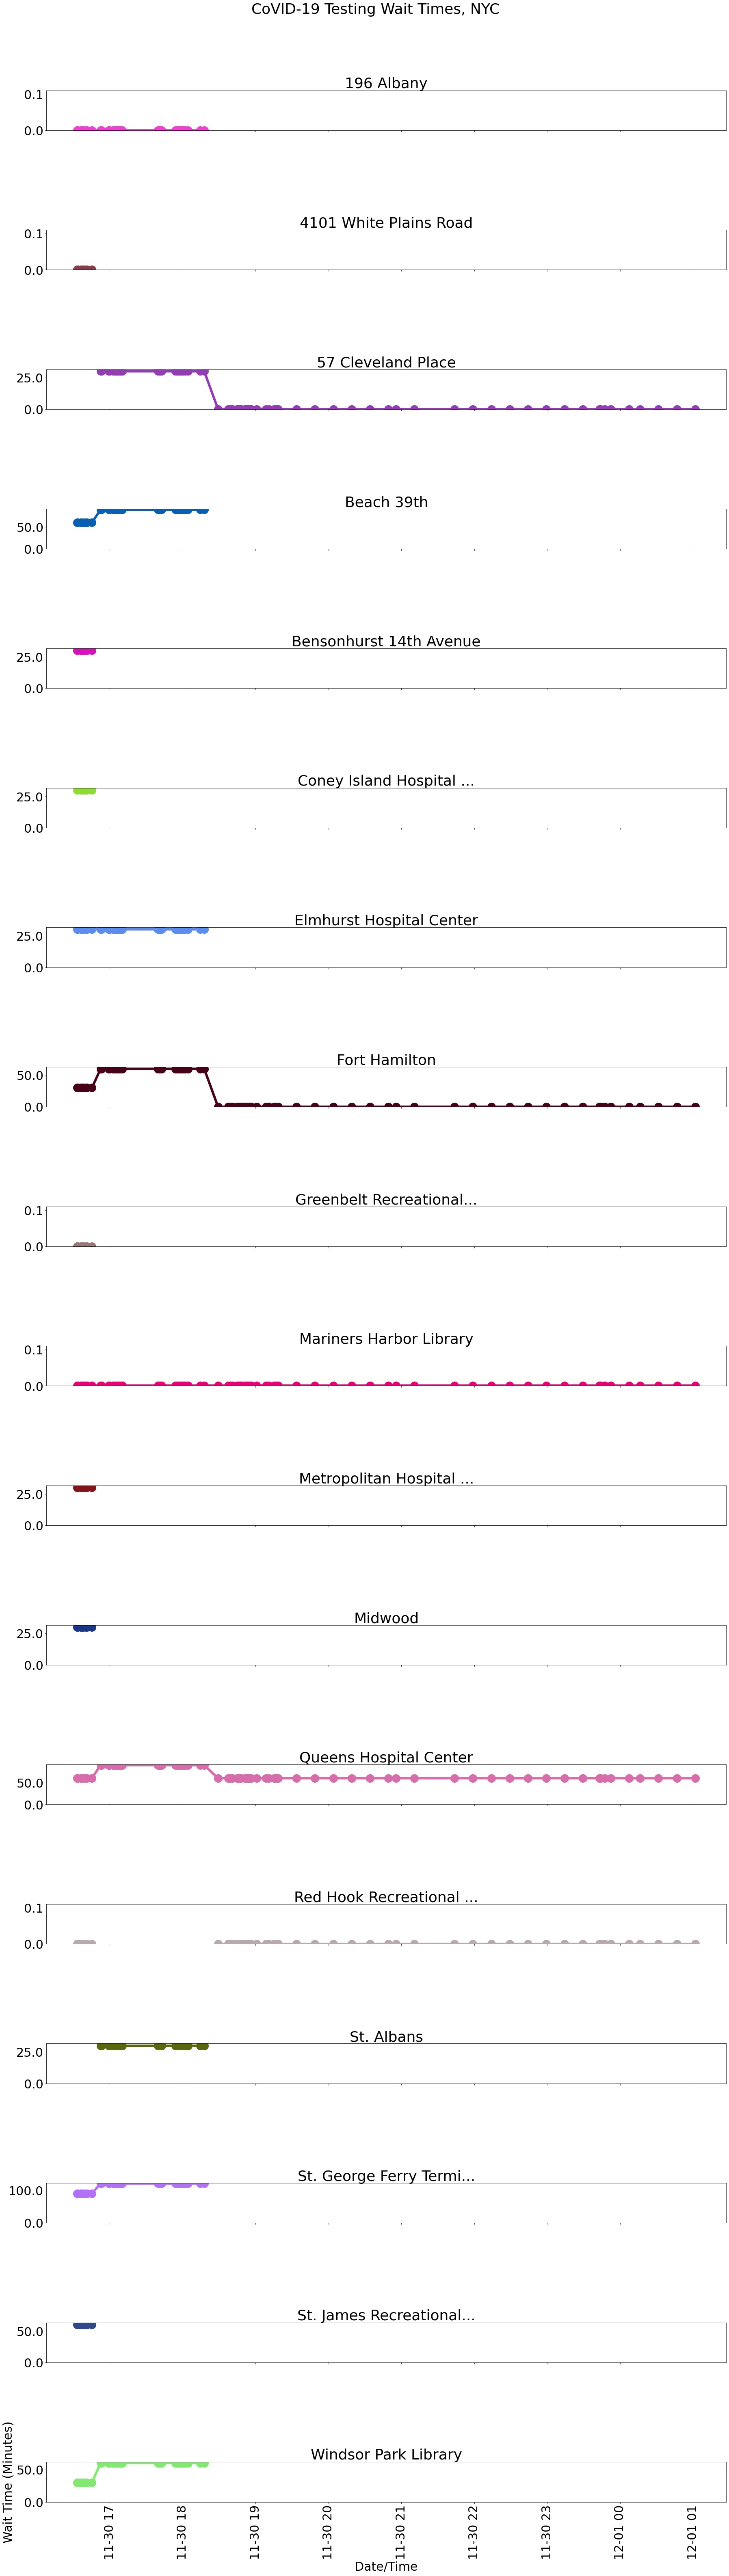 CoVID-19 Testing Wait Times, NYC
196 Albany
0.1
0.0
4101 White Plains Road
0.1
0.0
57 Cleveland Place
25.0
0.0
Beach 39th
50.0
0.0
Bensonhurst 14th Avenue
25.0
0.0
Coney Island Hospital ...
25.0
0.0
Elmhurst Hospital Center
25.0
0.0
Fort Hamilton
50.0
0.0
Greenbelt Recreational...
0.1
0.0
Mariners Harbor Library
0.1
0.0
Metropolitan Hospital ...
25.0
0.0
Midwood
25.0
0.0
Queens Hospital Center
50.0
0.0
Red Hook Recreational ...
0.1
0.0
St. Albans
25.0
0.0
St. George Ferry Termi...
100.0
0.0
St. James Recreational...
50.0
0.0
Windsor Park Library
50.0
0.0
Wait Time (Minutes)
11-30 17
11-30 18
11-30 19
11-30 20
11-30 21
11-30 22
11-30 23
12-01 00
12-01 01
Date/Time